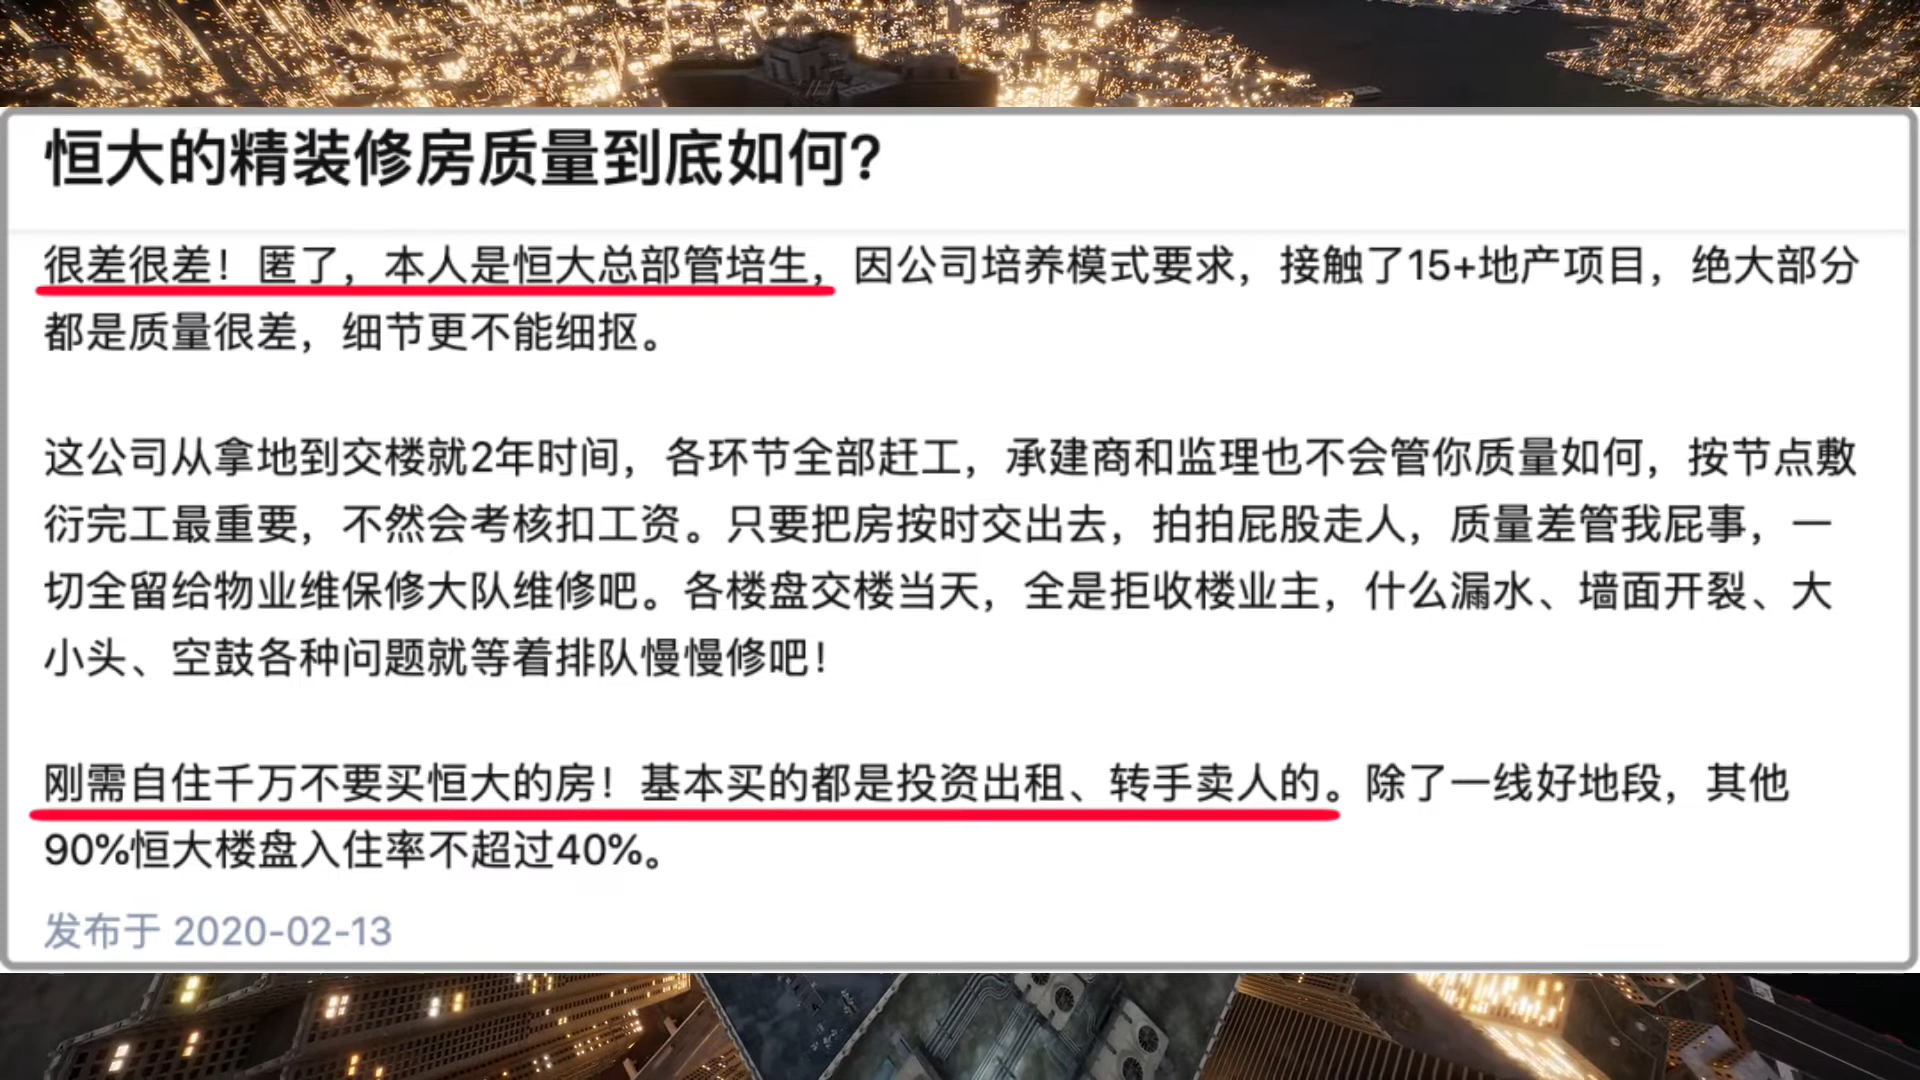 恒大的精装修房质量到底如何?
很差很差！匿了，本人是恒大总部管培生，因公司培养模式要求，接触了15+地产项目，绝大部分
都是质量很差，细节更不能细抠。
这公司从拿地到交楼就2年时间，各环节全部赶工，承建商和监理也不会管你质量如何，按节点敷
衍完工最重要，不然会考核扣工资。只要把房按时交出去，拍拍屁股走人，质量差管我屁事，一
切全留给物业维保修大队维修吧。各楼盘交楼当天，全是拒收楼业主，什么漏水、墙面开裂、大
小头、空鼓各种问题就等着排队慢慢修吧！
刚需自住千万不要买恒大的房！基本买的都是投资出租、转手卖人的。除了一线好地段，其他
90%恒大楼盘入住率不超过40%。
发布于 2020-02-13